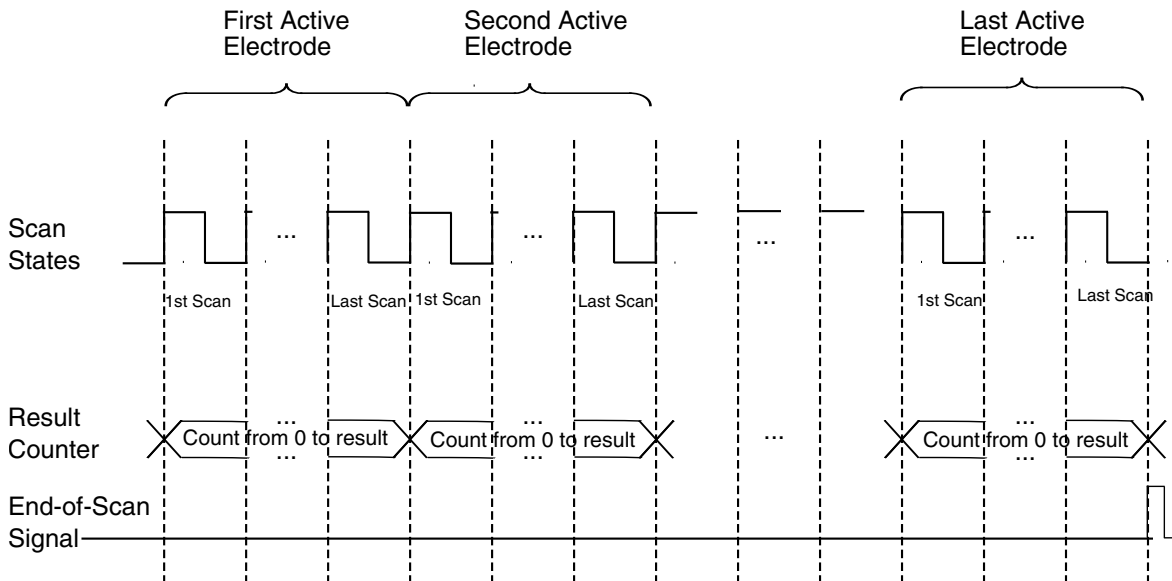 First Active
Electrode
Second Active
Electrode
Last Active
Electrode
Scan
States
...
...
...
...
1st Scan
Last Scan
1st Scan
Last Scan
1st Scan
Last Scan
Result
Counter
...
Count from 0 to result
...
...
Count from 0 to result
...
...
...
Count from 0 to result
...
End-of-Scan
Signal